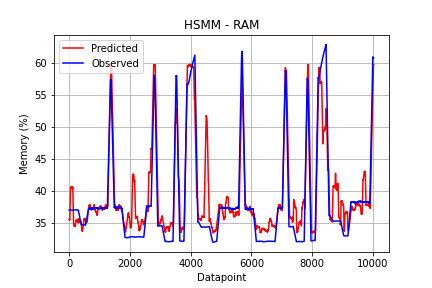 HSMM - RAM
Predicted
Observed
Memory (%)
60
55
50
45
40
35
0
2000
4000
6000
8000
10000
Datapoint